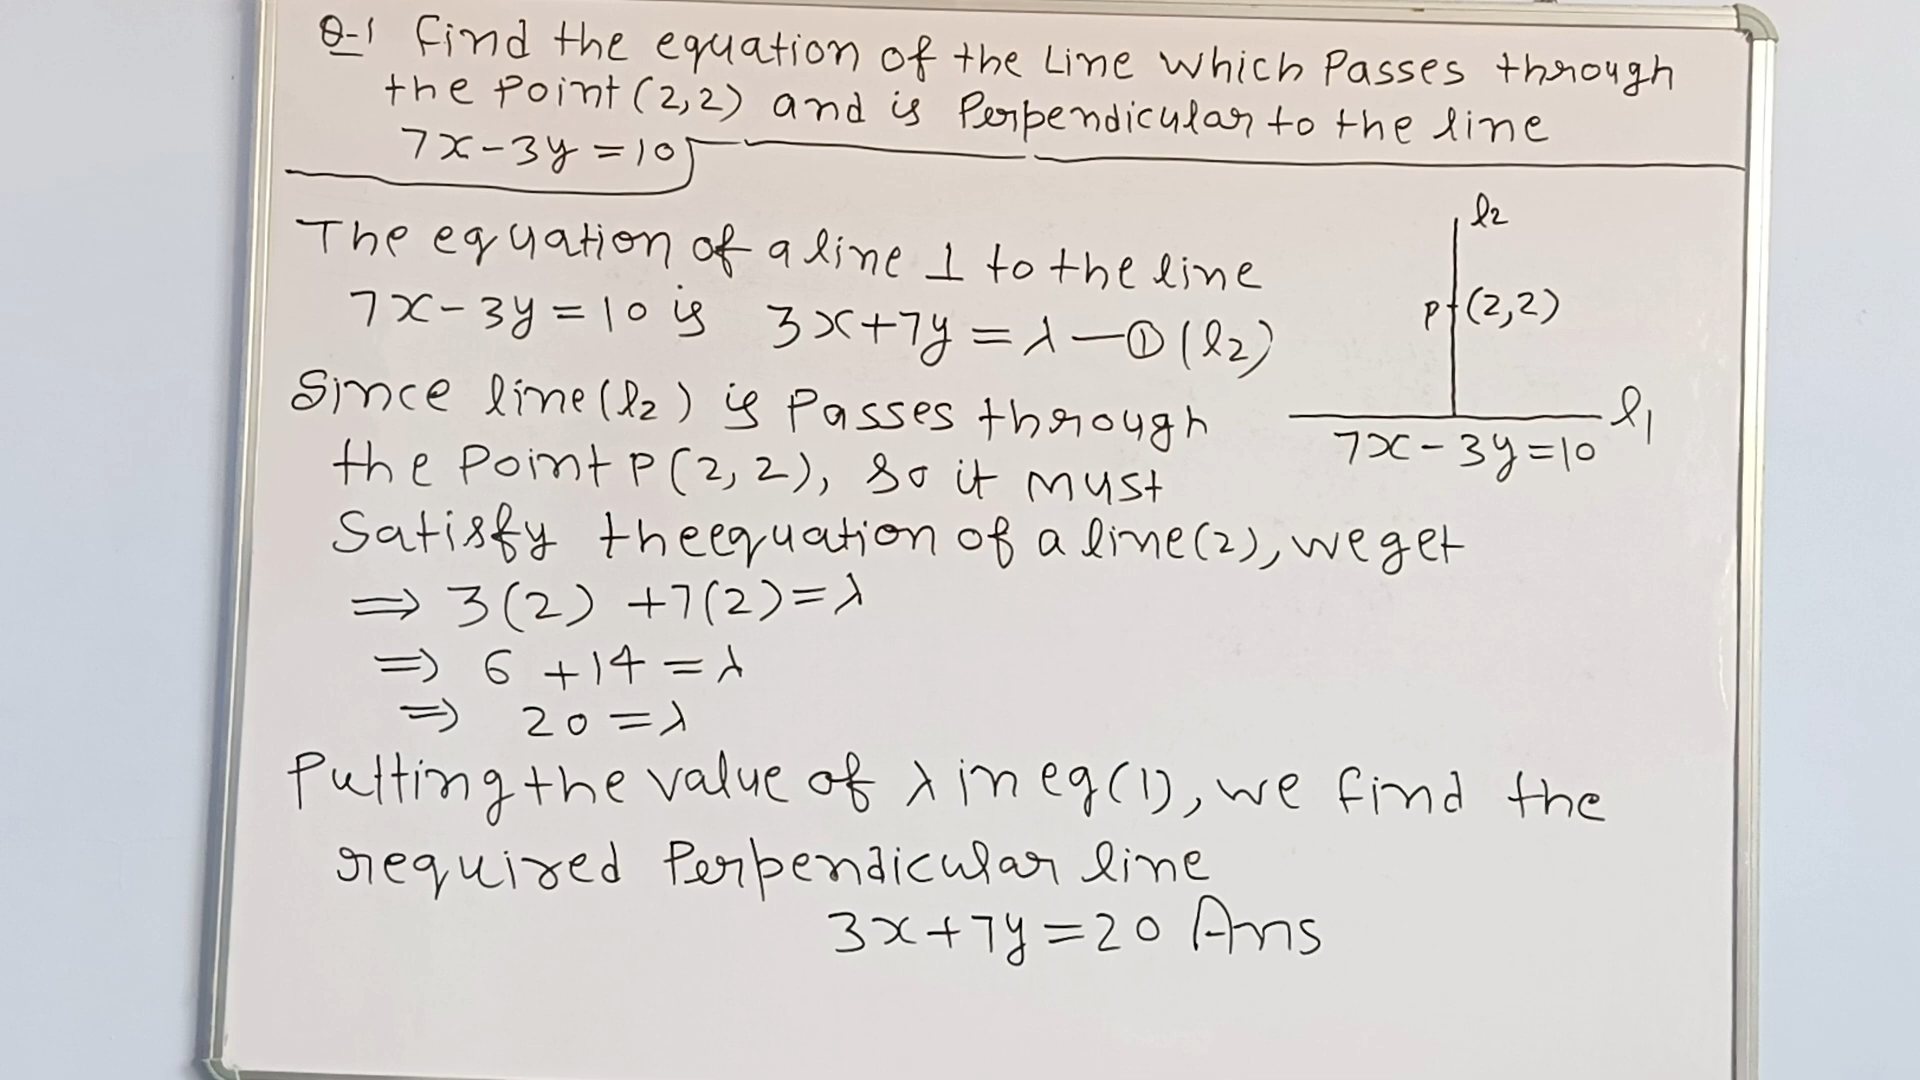 Q-1 Find the equation of the Line which Passes through
the Point (2,2) and is Perpendicular to the line
7x-3y=10
The equation of a line ⊥ to the line
7x-3y=10 is 3x+7y=λ—① (l2)
Since line (l2) is Passes through
the Point P(2,2), so it must
Satisfy the equation of a line (2), we get
⇒ 3(2) +7(2)=λ
⇒ 6 +14 =λ
⇒ 20 =λ
Putting the value of λ in eq(1), we find the
required Perpendicular line
3x+7y=20 Ans
l2
P (2,2)
l1
7x-3y=10